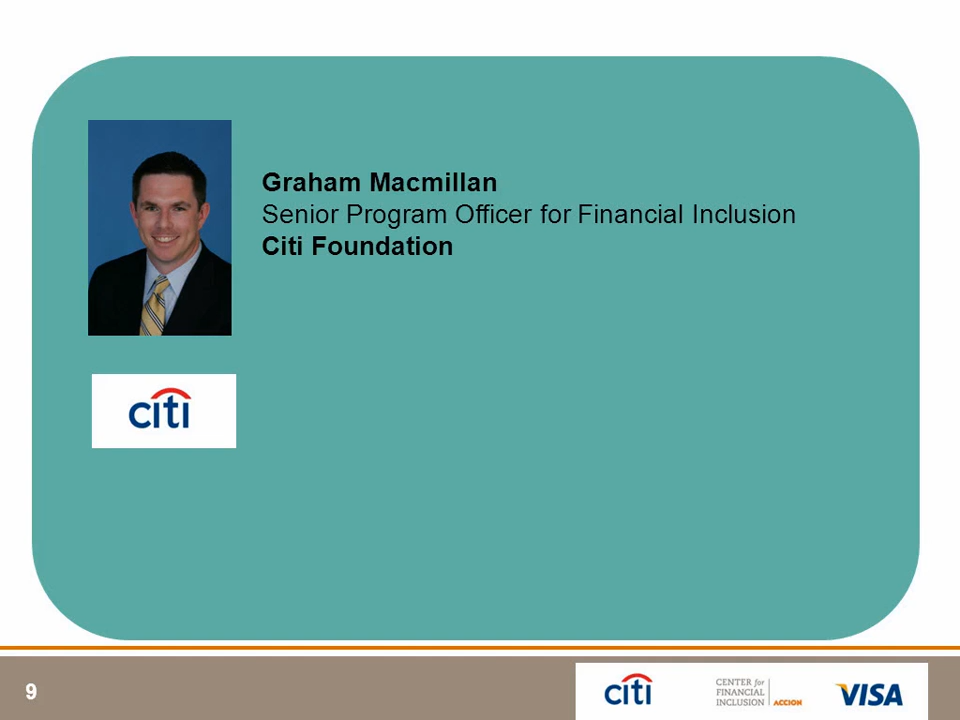 Graham Macmillan
Senior Program Officer for Financial Inclusion
Citi Foundation
citi
9
citi
CENTER for
FINANCIAL
INCLUSION
ACCION
VISA